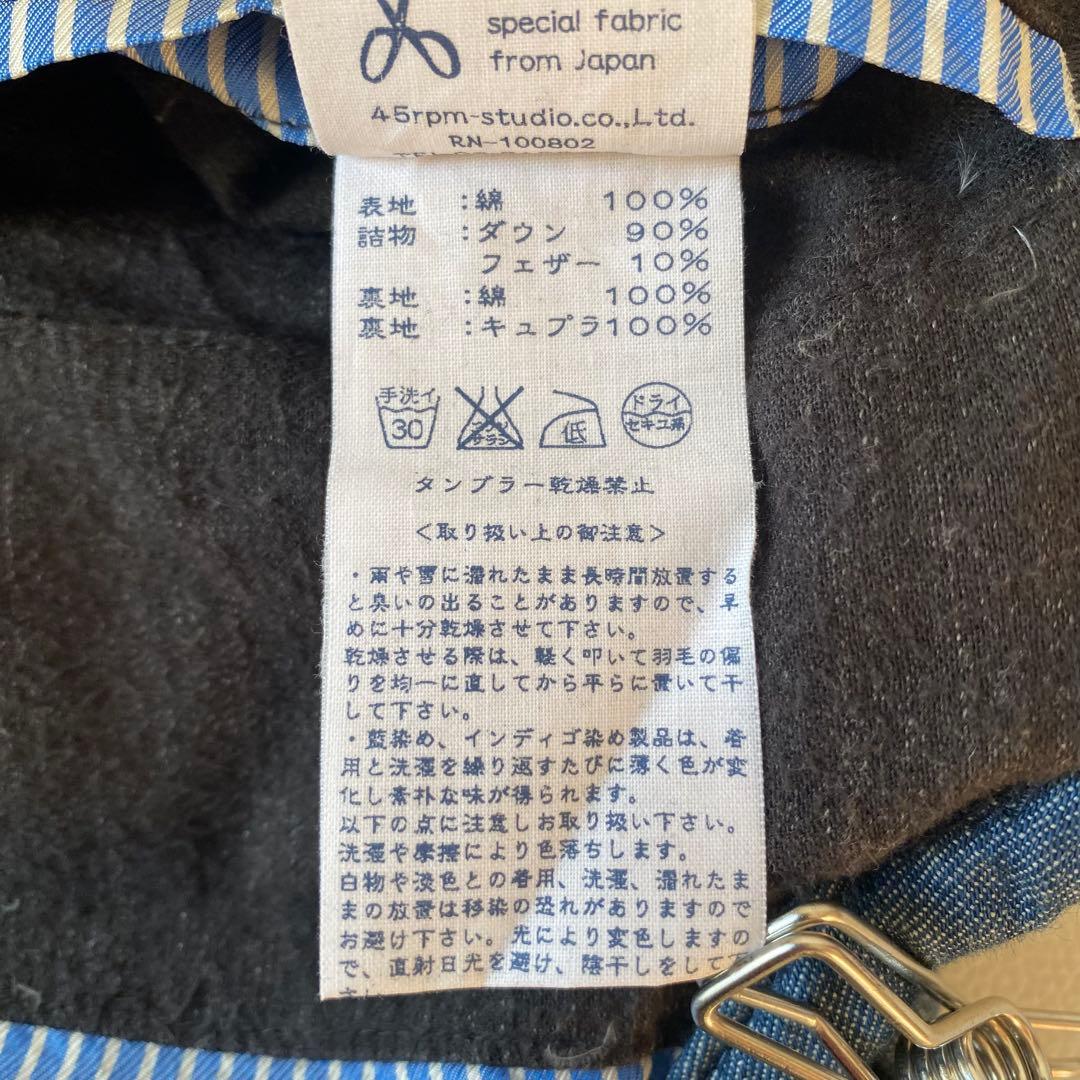 special fabric
from Japan
45rpm-studio.co.,Ltd.
RN-100802
表地 :綿 100%
詰物 :ダウン 90%
フェザー 10%
裏地 :綿 100%
裏地 :キュプラ100%
手洗イ
30
低
ドライ
セキユ系
タンブラー乾燥禁止
<取り扱い上の御注意>
・雨や雪に濡れたまま長時間放置する
と臭いの出ることがありますので、早
めに十分乾燥させて下さい。
乾燥させる際は、軽く叩いて羽毛の偏
りを均一に直してから平らに置いて干
して下さい。
・藍染め、インディゴ染め製品は、着
用と洗濯を繰り返すたびに薄く色が変
化し素朴な味が得られます。
以下の点に注意しお取り扱い下さい。
洗濯や摩擦により色落ちします。
白物や淡色との着用、洗濯、濡れたま
まの放置は移染の恐れがありますので
お避け下さい。光により変色しますの
で、直射日光を避け、陰干しをして下